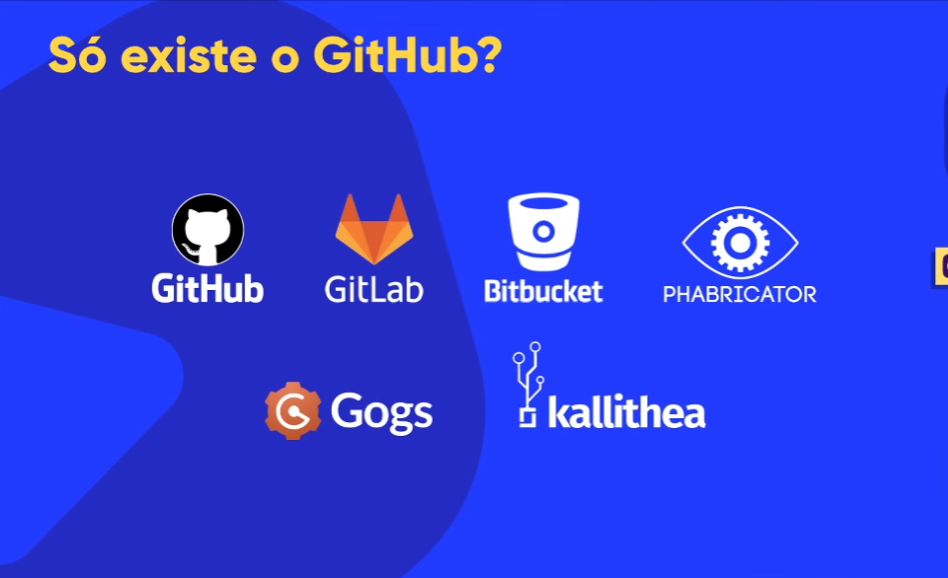 Só existe o GitHub?
GitHub
GitLab
Bitbucket
PHABRICATOR
Gogs
kallithea